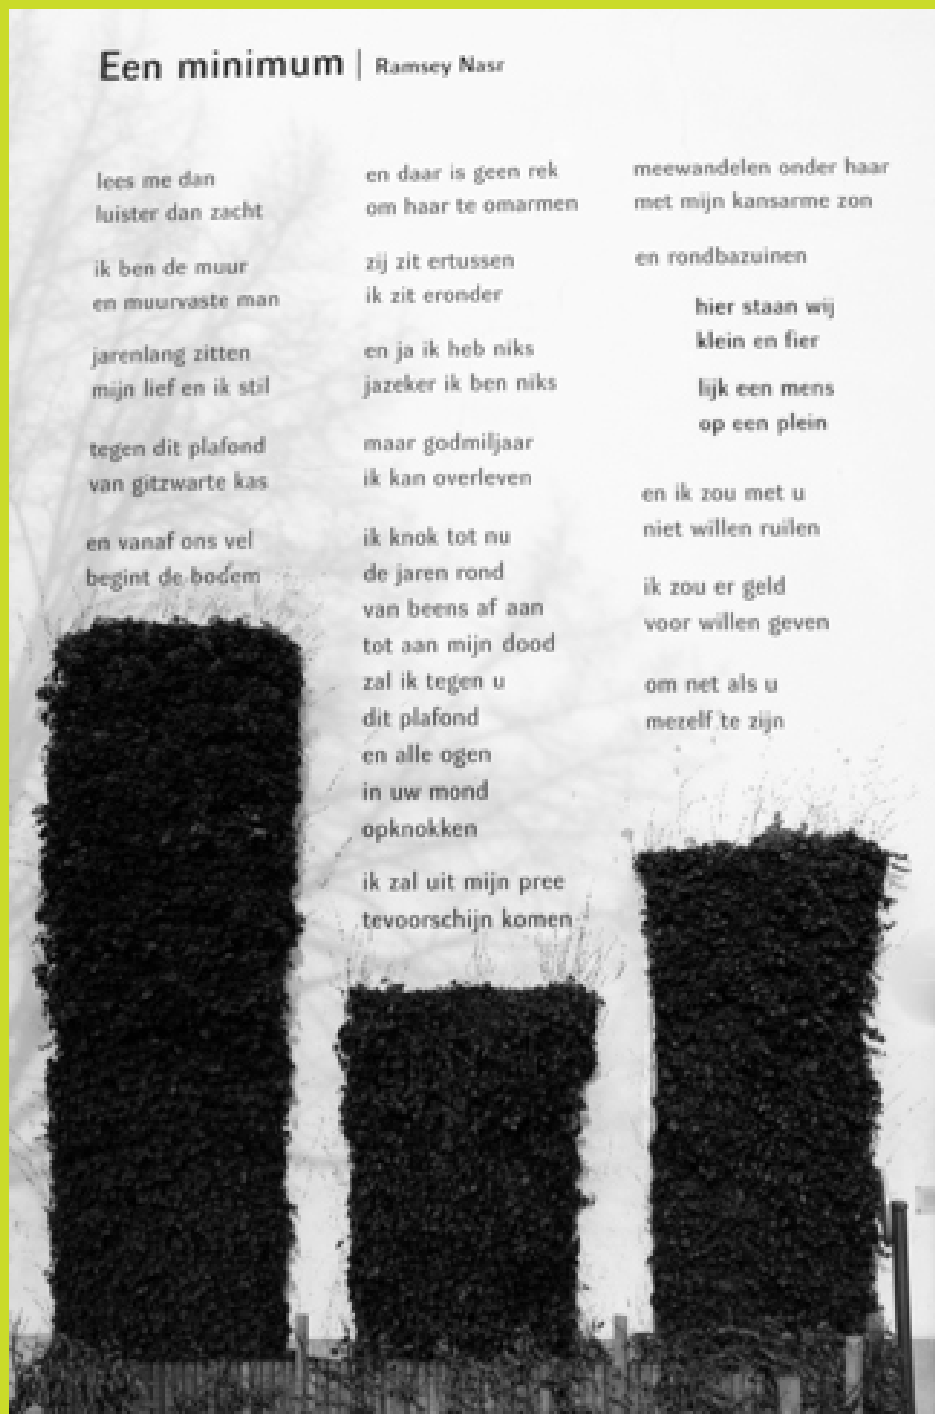 Een minimum | Ramsey Nasr
lees me dan
luister dan zacht
ik ben de muur
en muurvaste man
jarenlang zitten
mijn lief en ik stil
tegen dit plafond
van gitzwarte kas
en vanaf ons vel
begint de bodem
en daar is geen rek
om haar te omarmen
zij zit ertussen
ik zit eronder
en ja ik heb niks
jazeker ik ben niks
maar godmiljaar
ik kan overleven
ik knok tot nu
de jaren rond
van beens af aan
tot aan mijn dood
zal ik tegen u
dit plafond
en alle ogen
in uw mond
opknokken
ik zal uit mijn pree
tevoorschijn komen
meewandelen onder haar
met mijn kansarme zon
en rondbazuinen
hier staan wij
klein en fier
lijk een mens
op een plein
en ik zou met u
niet willen ruilen
ik zou er geld
voor willen geven
om net als u
mezelf te zijn